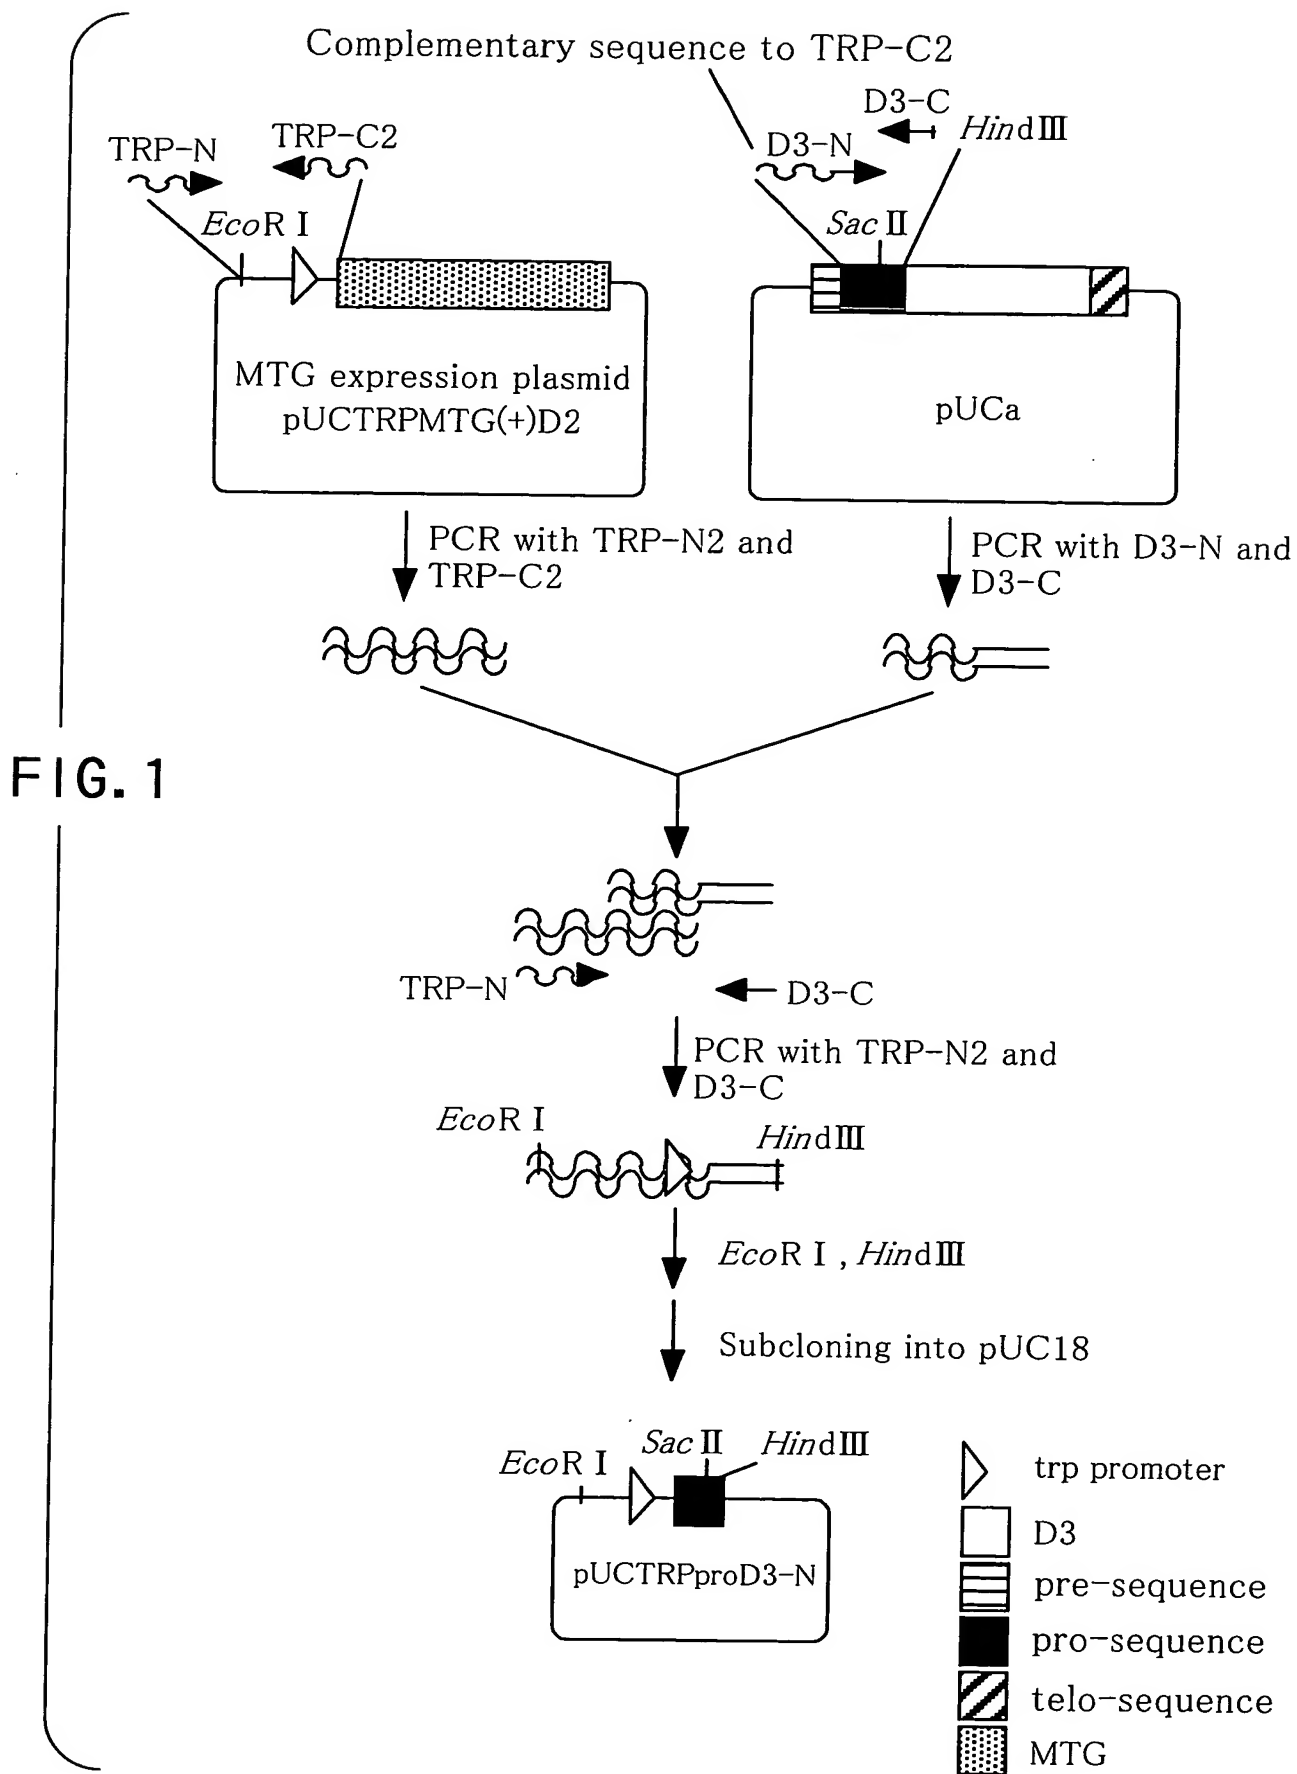 Complementary sequence to TRP-C2
TRP-N
TRP-C2
D3-C
HindⅢ
D3-N
EcoR I
Sac Ⅱ
MTG expression plasmid
pUCTRPMTG(+)D2
pUCa
PCR with TRP-N2 and
TRP-C2
PCR with D3-N and
D3-C
FIG. 1
TRP-N
D3-C
PCR with TRP-N2 and
D3-C
EcoR I
HindⅢ
EcoR I , HindⅢ
Subcloning into pUC18
EcoR I
Sac Ⅱ
HindⅢ
pUCTRPproD3-N
trp promoter
D3
pre-sequence
pro-sequence
telo-sequence
MTG